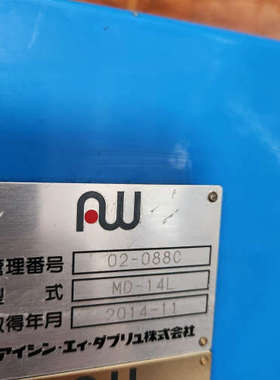 AW
管理番号 02-088C
型式 MD-14L
取得年月 2014-11
アイシン・エィ・ダブリュ株式会社